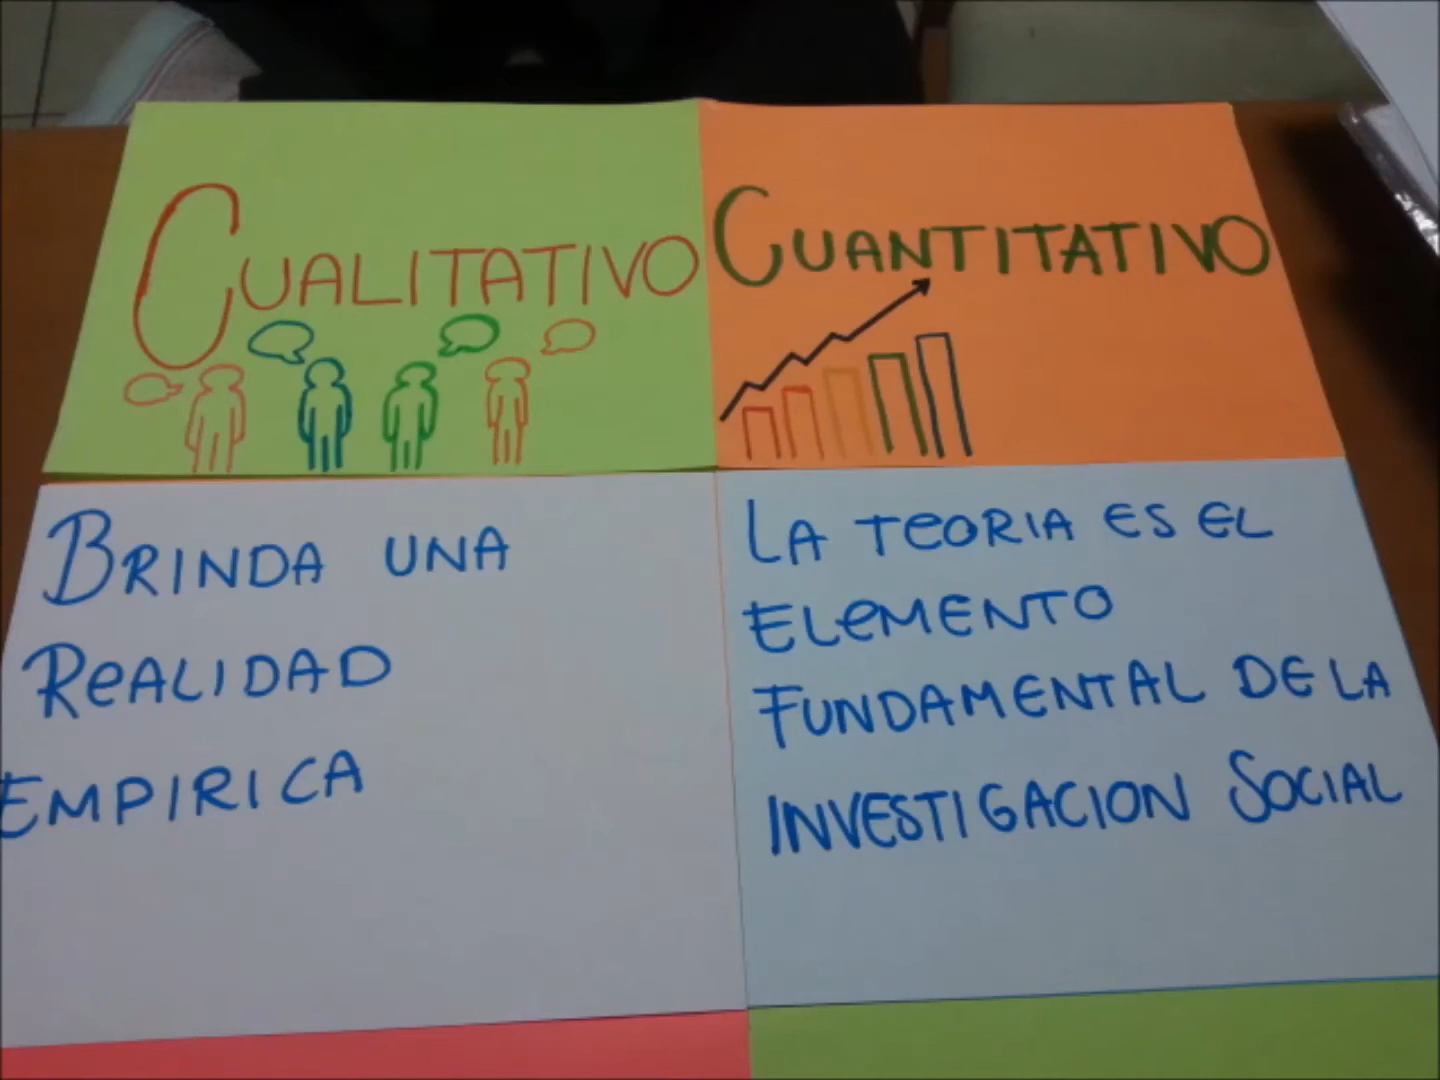 CUALITATIVO
CUANTITATIVO
BRINDA UNA
REALIDAD
EMPIRICA
LA TEORIA ES EL
ELEMENTO
FUNDAMENTAL DE LA
INVESTIGACION SOCIAL